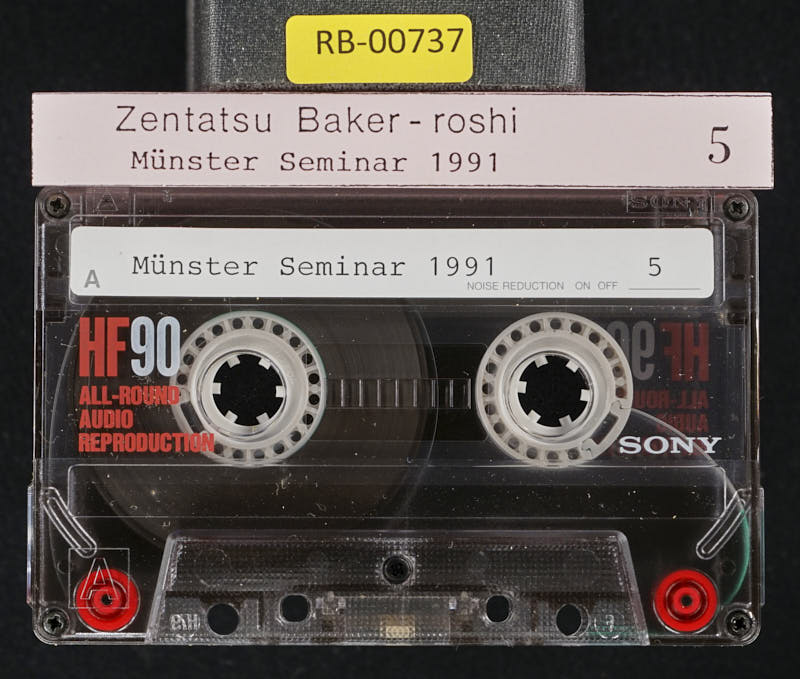 RB-00737
Zentatsu Baker-roshi
Münster Seminar 1991 5
A SONY
A Münster Seminar 1991 5
NOISE REDUCTION ON OFF
HF90 HF90
ALL-ROUND
AUDIO
REPRODUCTION
SONY
A